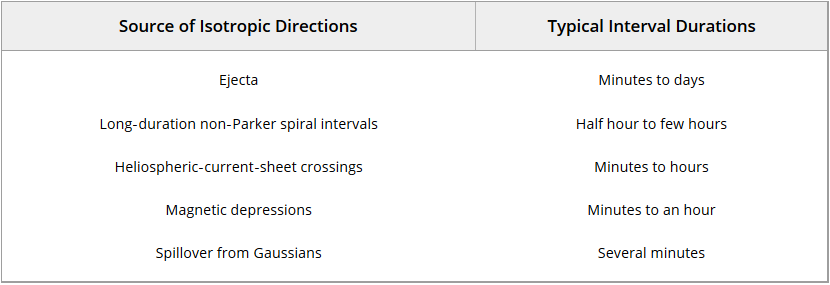 Source of Isotropic Directions Typical Interval Durations
Ejecta Minutes to days
Long-duration non-Parker spiral intervals Half hour to few hours
Heliospheric-current-sheet crossings Minutes to hours
Magnetic depressions Minutes to an hour
Spillover from Gaussians Several minutes